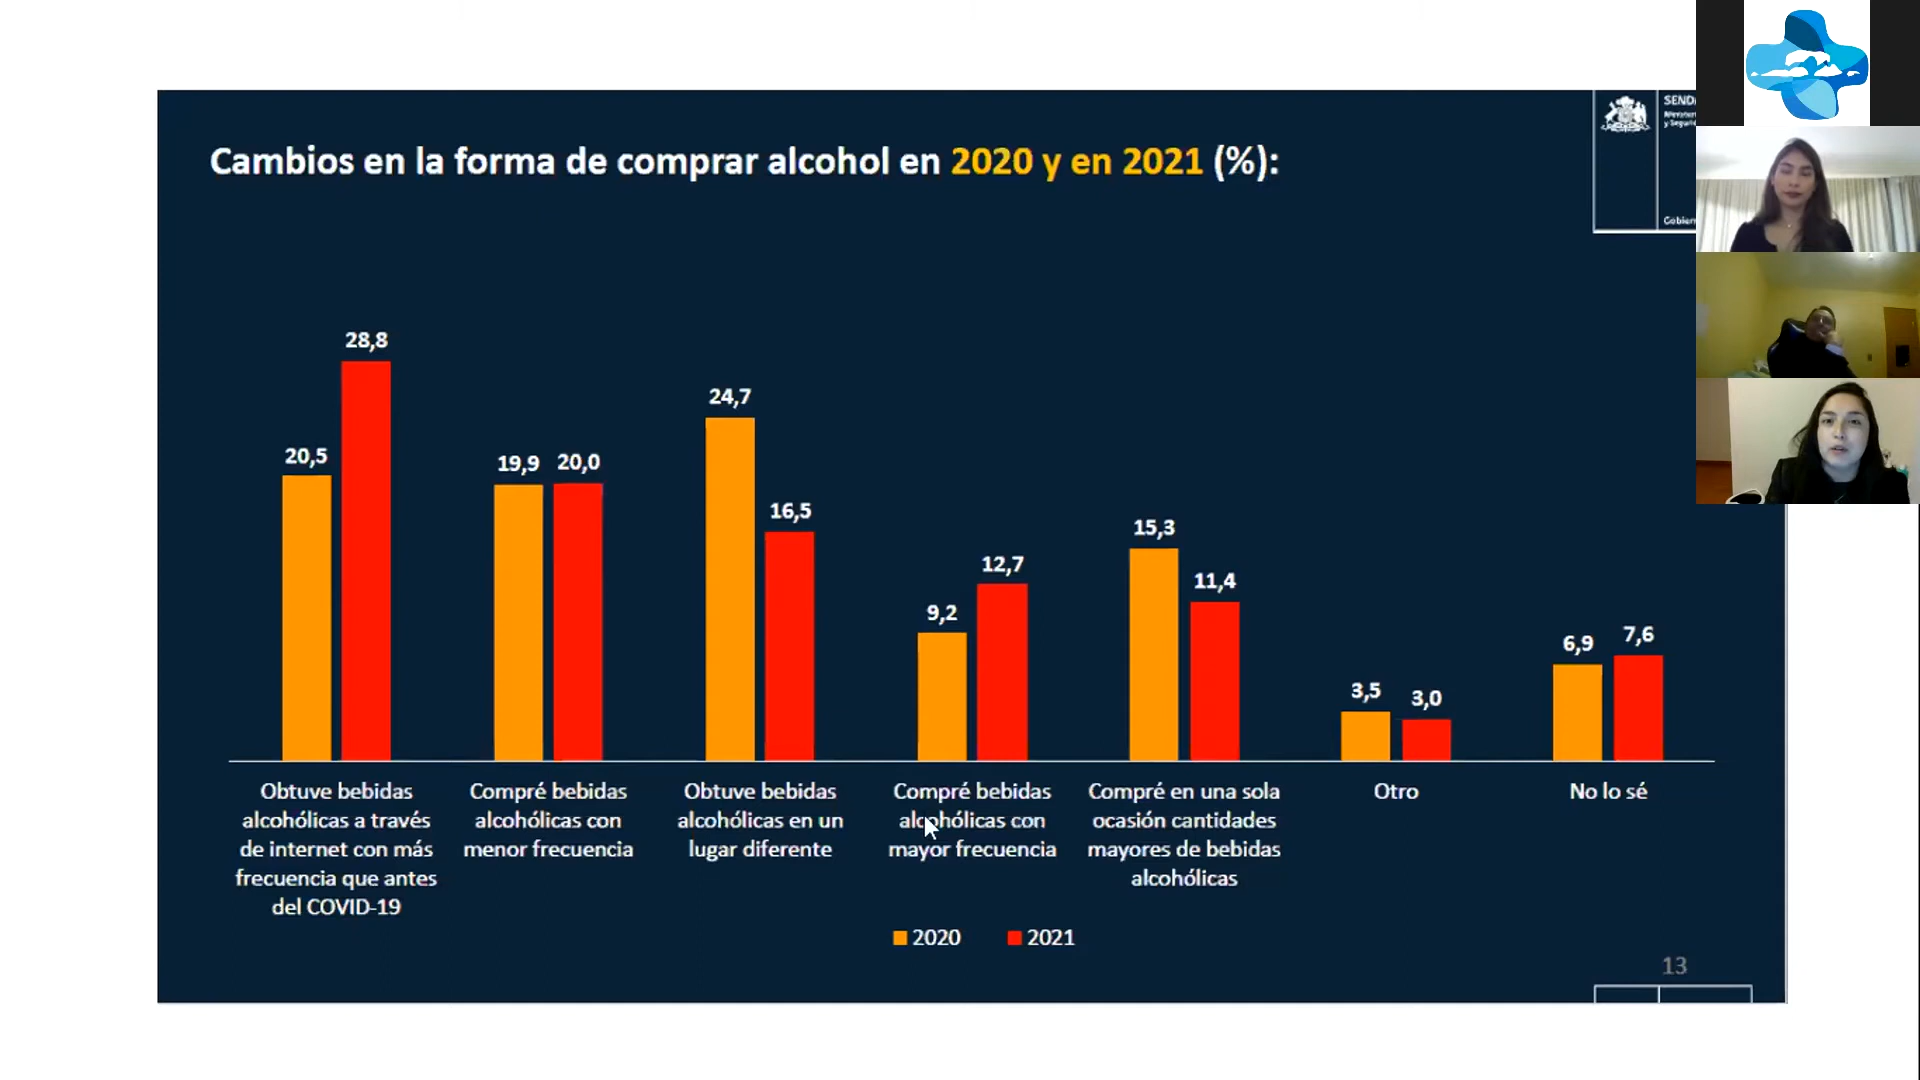 Cambios en la forma de comprar alcohol en 2020 y en 2021 (%):
20,5
28,8
19,9
20,0
24,7
16,5
9,2
12,7
15,3
11,4
3,5
3,0
6,9
7,6
Obtuve bebidas
alcohólicas a través
de internet con más
frecuencia que antes
del COVID-19
Compré bebidas
alcohólicas con
menor frecuencia
Obtuve bebidas
alcohólicas en un
lugar diferente
Compré bebidas
alcohólicas con
mayor frecuencia
Compré en una sola
ocasión cantidades
mayores de bebidas
alcohólicas
Otro
No lo sé
2020
2021
13